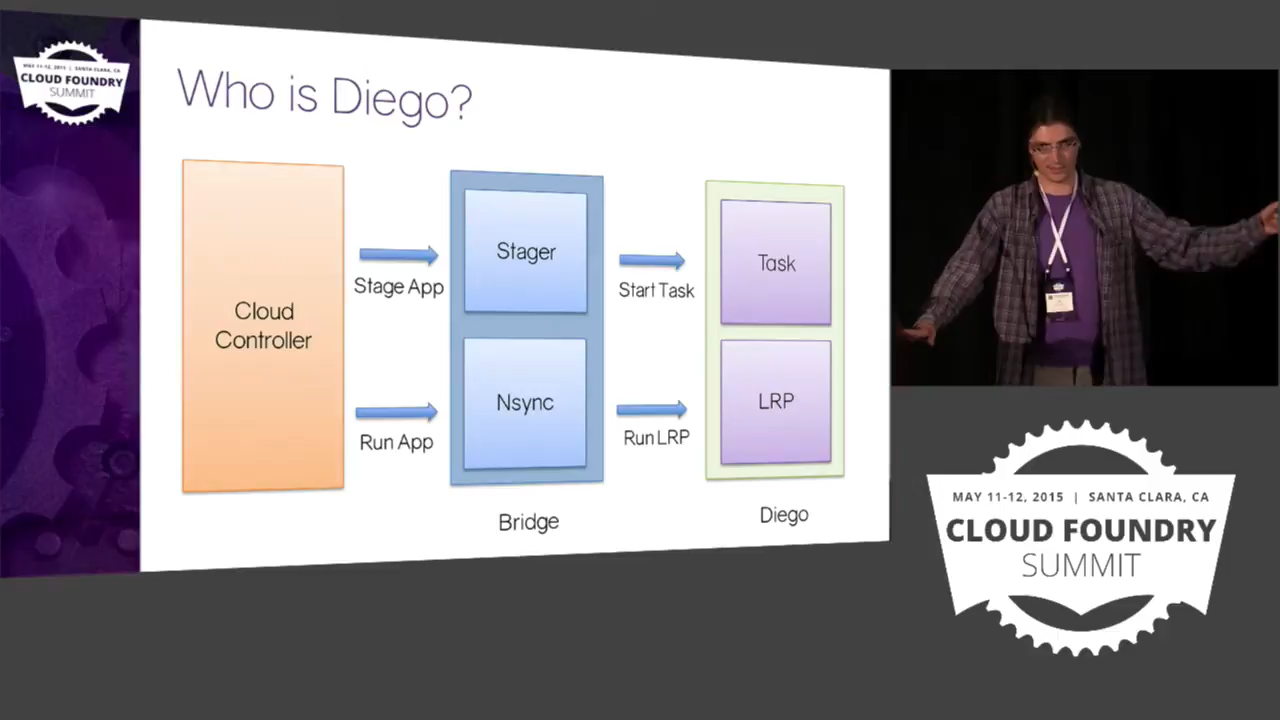 MAY 11-12, 2015 | SANTA CLARA, CA
CLOUD FOUNDRY
SUMMIT
Who is Diego?
Cloud
Controller
Stage App
Run App
Stager
Nsync
Bridge
Start Task
Run LRP
Task
LRP
Diego
MAY 11-12, 2015 | SANTA CLARA, CA
CLOUD FOUNDRY
SUMMIT